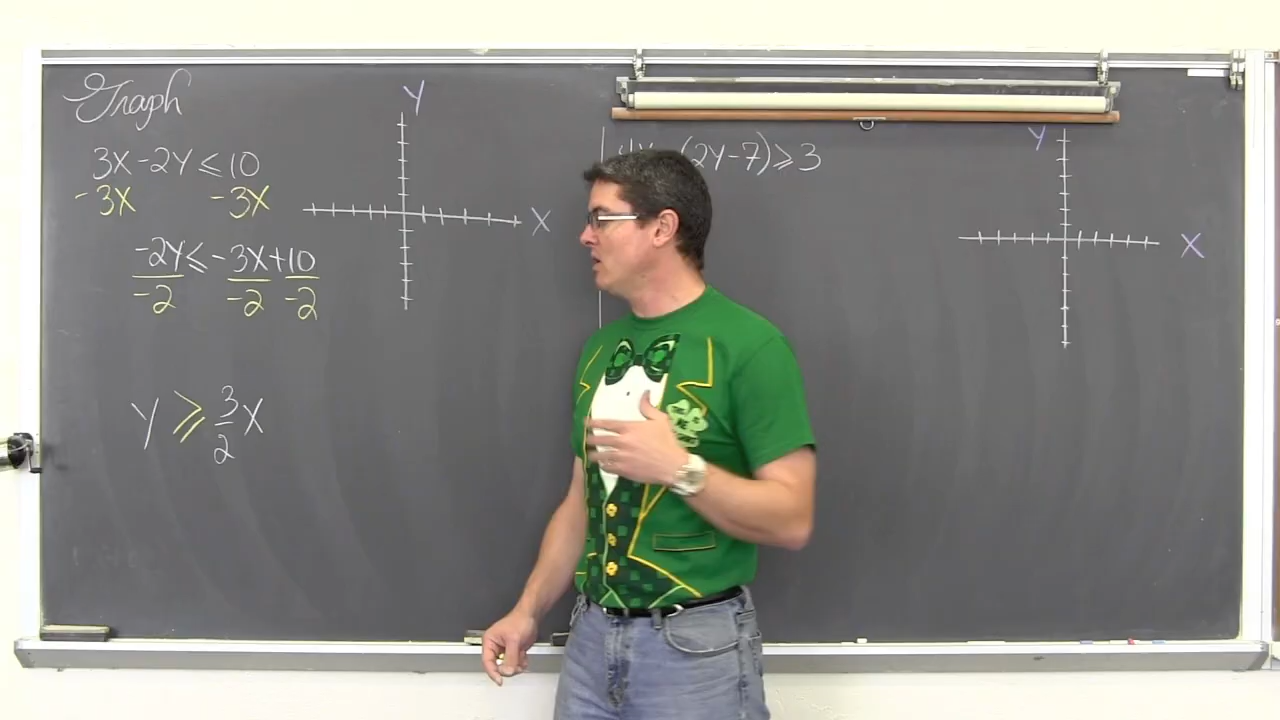 Graph
3X - 2Y ≤ 10
- 3X - 3X
-2Y ≤ - 3X + 10
-2 -2 -2
Y ≥ 3/2 X
Y
X
(2Y - 7) ≥ 3
Y
X